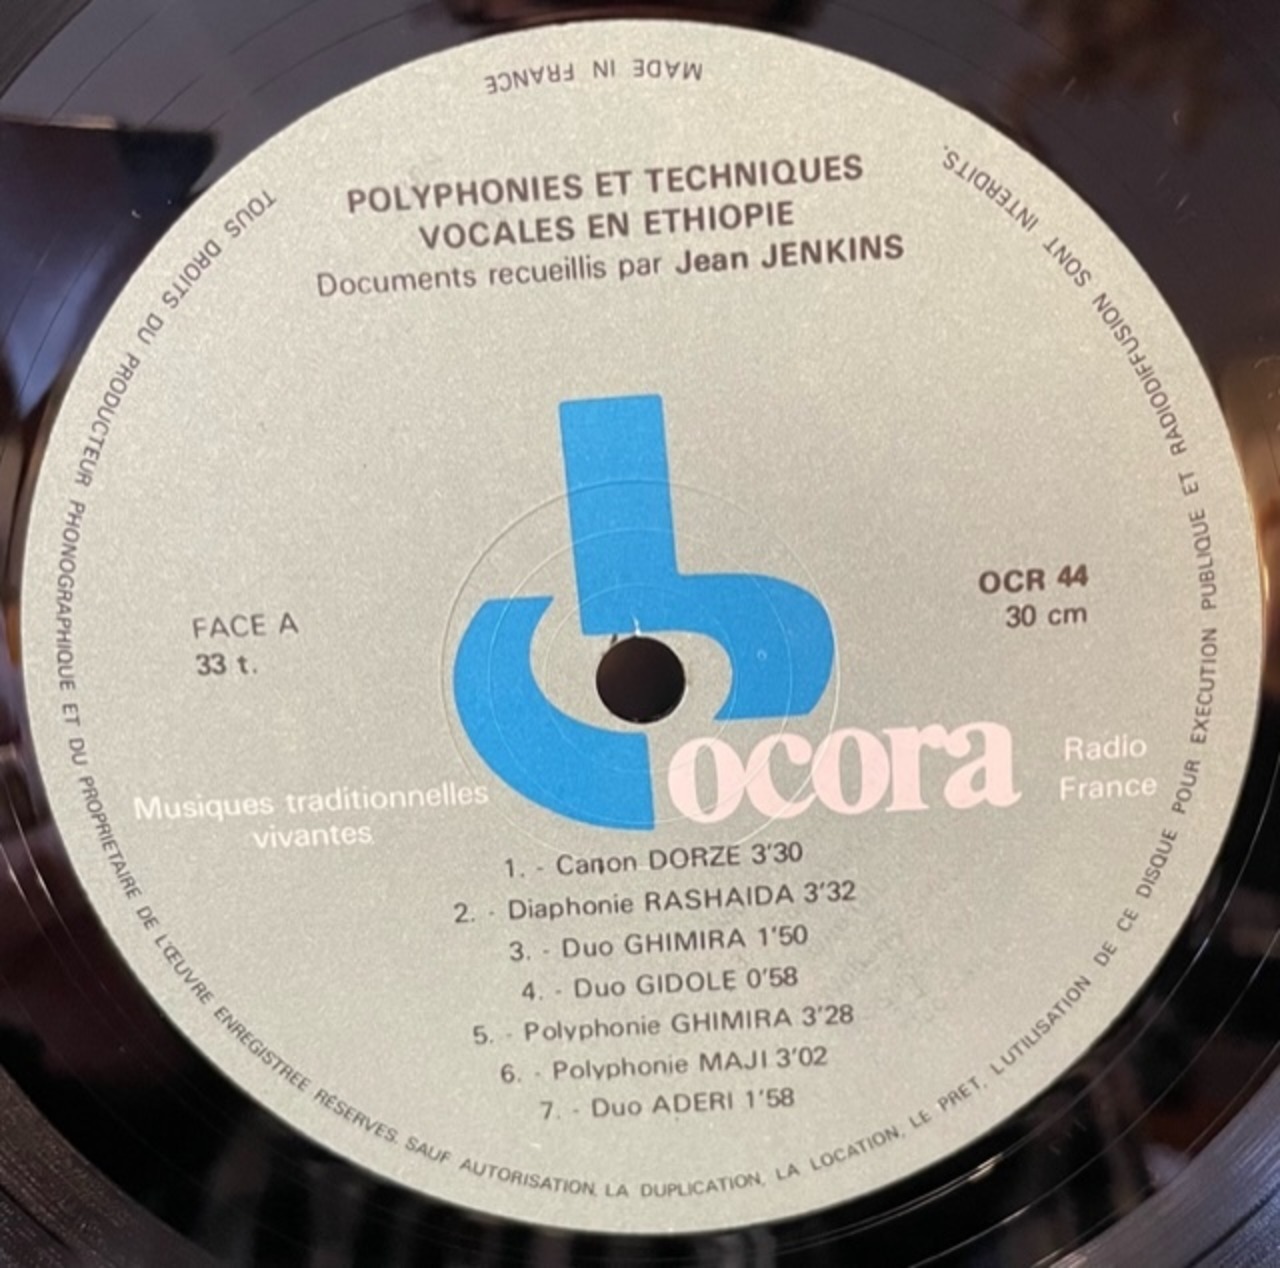 MADE IN FRANCE
POLYPHONIES ET TECHNIQUES
VOCALES EN ETHIOPIE
Documents recueillis par Jean JENKINS
FACE A
33 t.
OCR 44
30 cm
ocora
Radio
France
Musiques traditionnelles
vivantes
1. - Canon DORZE 3'30
2. - Diaphonie RASHAIDA 3'32
3. - Duo GHIMIRA 1'50
4. - Duo GIDOLE 0'58
5. - Polyphonie GHIMIRA 3'28
6. - Polyphonie MAJI 3'02
7. - Duo ADERI 1'58
TOUS DROITS DU PRODUCTEUR PHONOGRAPHIQUE ET DU PROPRIETAIRE DE L'ŒUVRE ENREGISTREE RÉSERVES. SAUF AUTORISATION, LA DUPLICATION, LA LOCATION, LE PRET, L'UTILISATION DE CE DISQUE POUR EXECUTION PUBLIQUE ET RADIODIFFUSION SONT INTERDITS.